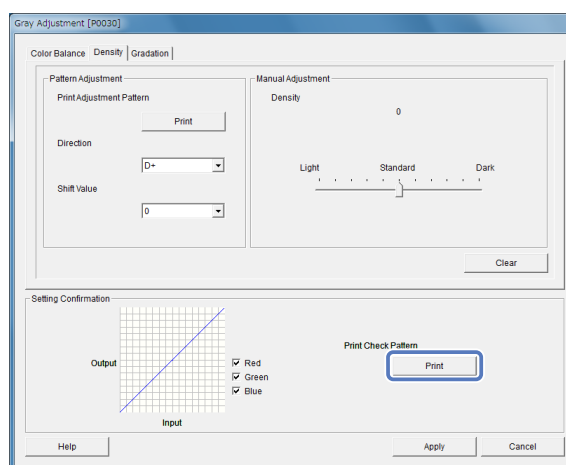 Gray Adjustment [P0030]
Color Balance Density Gradation
Pattern Adjustment
Print Adjustment Pattern
Print
Direction
D+
Shift Value
0
Manual Adjustment
Density
0
Light Standard Dark
Clear
Setting Confirmation
Output
Input
Red
Green
Blue
Print Check Pattern
Print
Help Apply Cancel